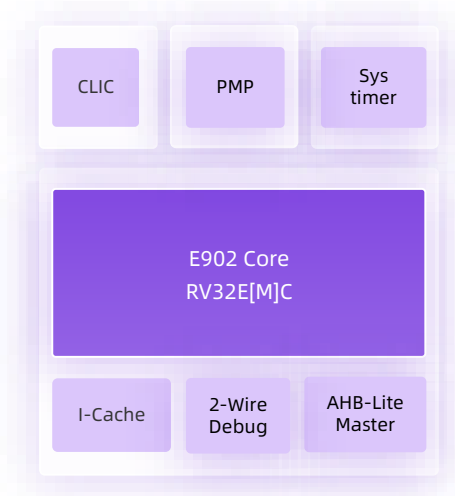 CLIC
PMP
Sys
timer
E902 Core
RV32E[M]C
I-Cache
2-Wire
Debug
AHB-Lite
Master